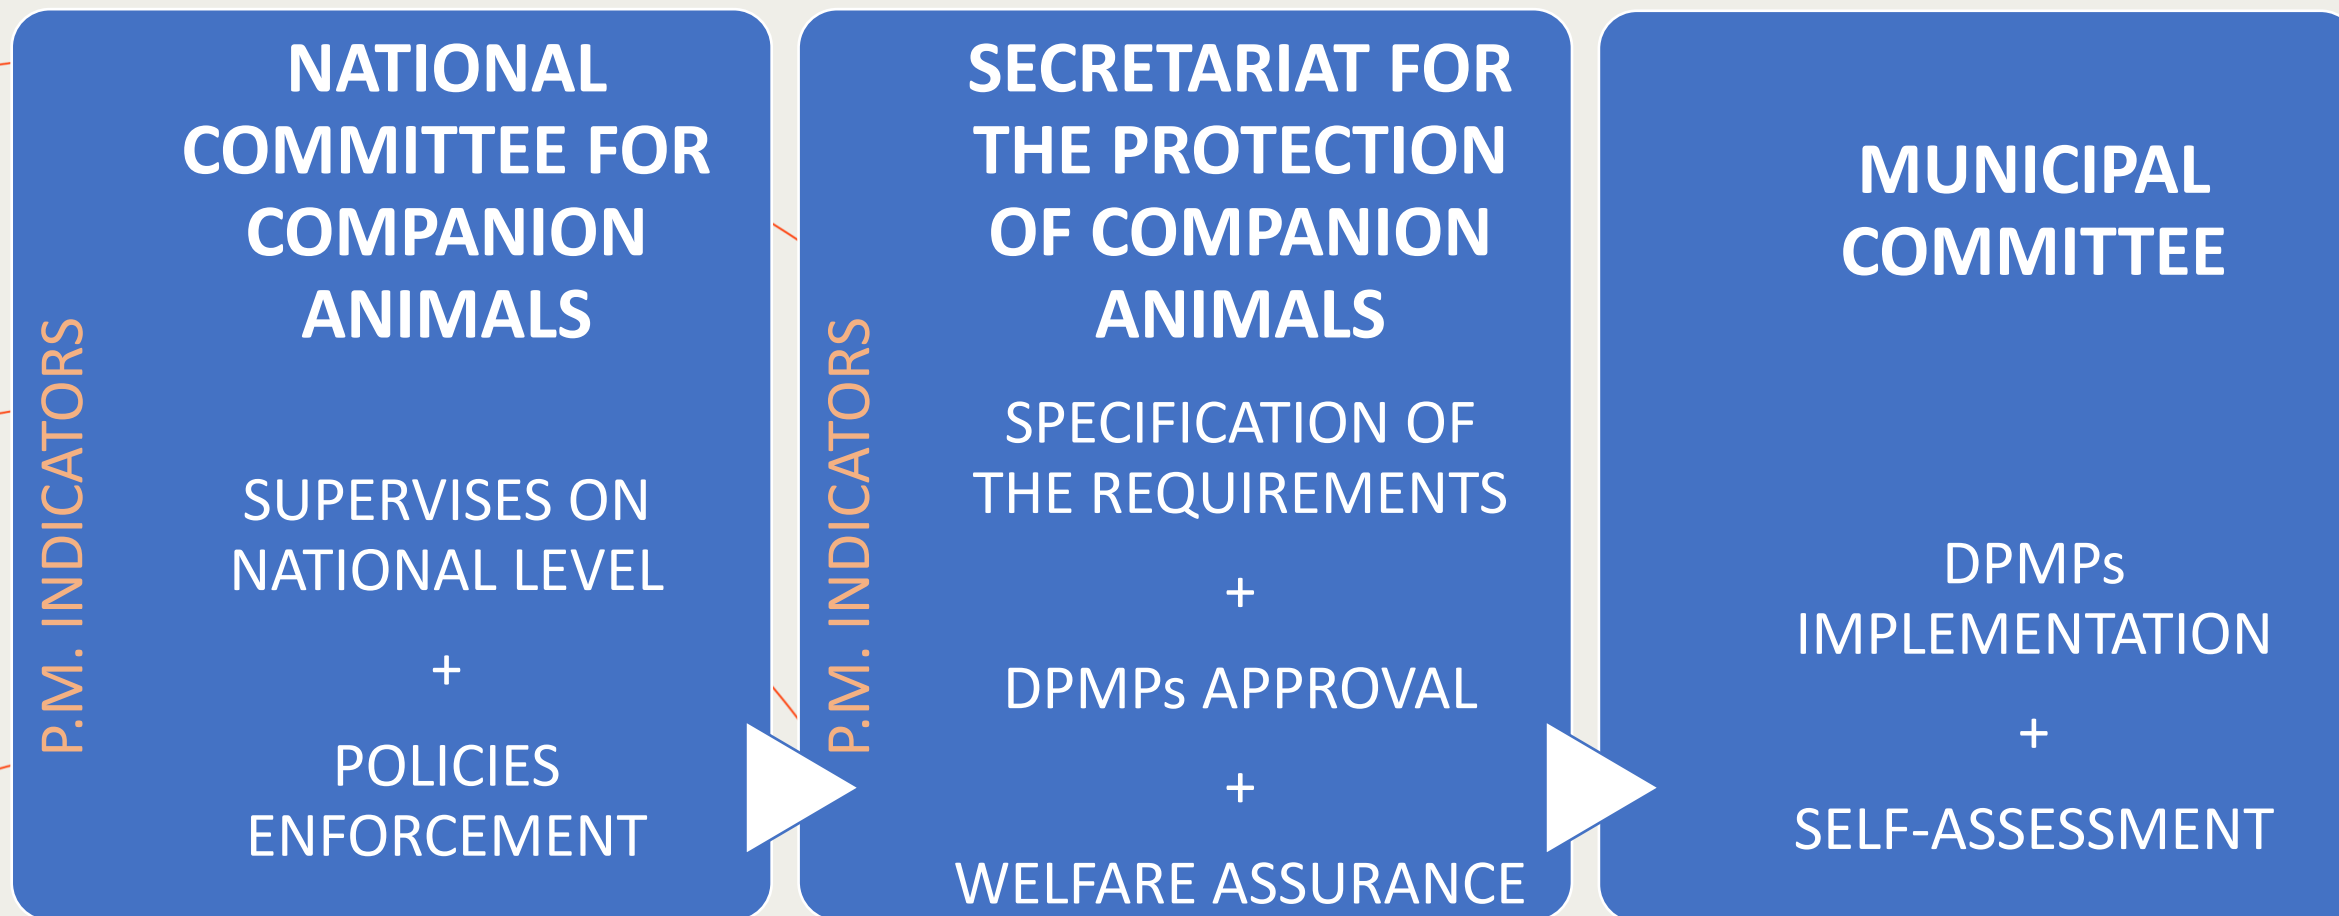 P.M. INDICATORS
NATIONAL
COMMITTEE FOR
COMPANION
ANIMALS
SUPERVISES ON
NATIONAL LEVEL
+
POLICIES
ENFORCEMENT
P.M. INDICATORS
SECRETARIAT FOR
THE PROTECTION
OF COMPANION
ANIMALS
SPECIFICATION OF
THE REQUIREMENTS
+
DPMPs APPROVAL
+
WELFARE ASSURANCE
MUNICIPAL
COMMITTEE
DPMPs
IMPLEMENTATION
+
SELF-ASSESSMENT